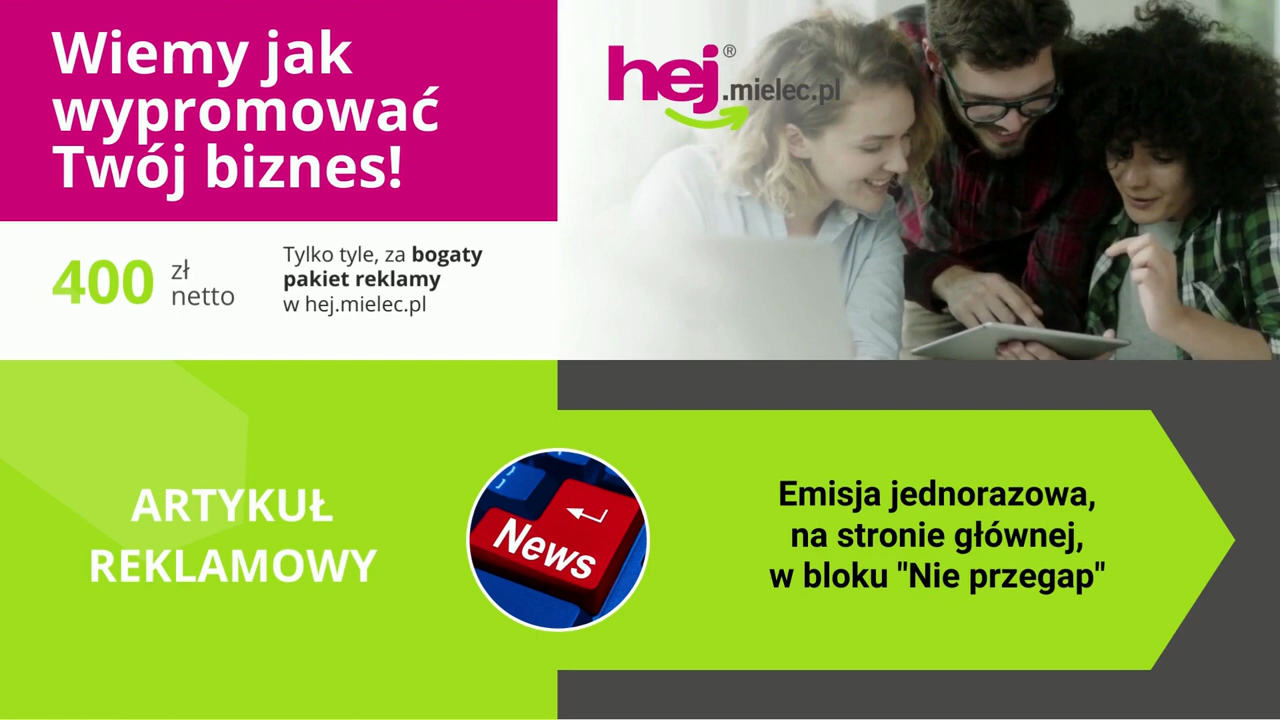 Wiemy jak
wypromować
Twój biznes!
hej®.mielec.pl
400 zł
netto
Tylko tyle, za bogaty
pakiet reklamy
w hej.mielec.pl
ARTYKUŁ
REKLAMOWY
News
Emisja jednorazowa,
na stronie głównej,
w bloku "Nie przegap"